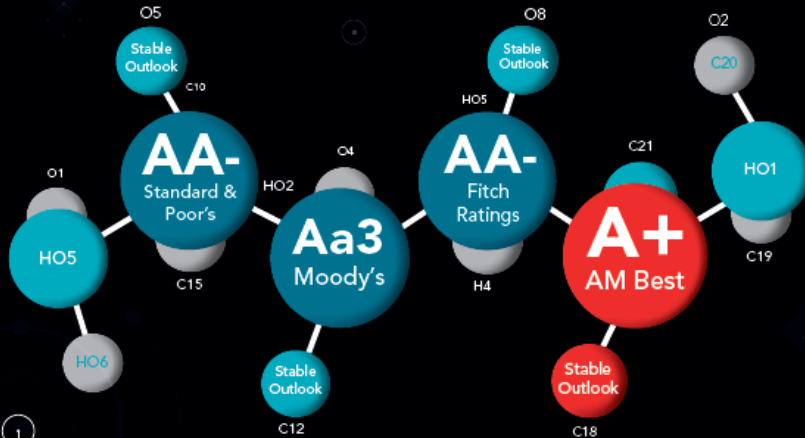 O5
O8
O2
Stable
Outlook
Stable
Outlook
C20
C10
HO5
AA-
Standard &
Poor's
AA-
Fitch
Ratings
O1
HO2
O4
C21
HO1
HO5
Aa3
Moody's
A+
AM Best
C15
H4
C19
HO6
Stable
Outlook
Stable
Outlook
C12
C18
1